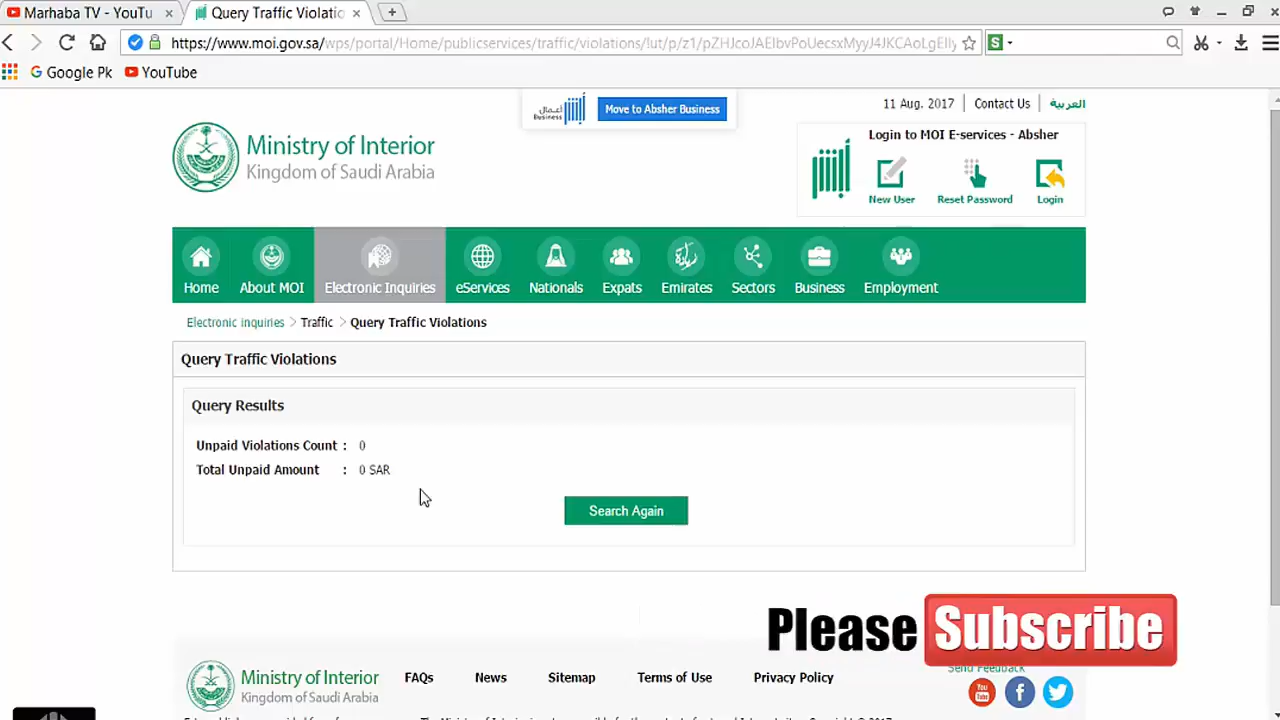 Marhaba TV - YouTu
Query Traffic Violatio
https://www.moi.gov.sa/wps/portal/Home/publicservices/traffic/violations/!ut/p/z1/
S
Google Pk
YouTube
أعمال
Business
Move to Absher Business
11 Aug. 2017
Contact Us
العربية
Ministry of Interior
Kingdom of Saudi Arabia
Login to MOI E-services - Absher
أبشر
New User
Reset Password
Login
Home
About MOI
Electronic Inquiries
eServices
Nationals
Expats
Emirates
Sectors
Business
Employment
Electronic inquiries > Traffic > Query Traffic Violations
Query Traffic Violations
Query Results
Unpaid Violations Count : 0
Total Unpaid Amount : 0 SAR
Search Again
Please Subscribe
Send Feedback
Ministry of Interior
Kingdom of Saudi Arabia
FAQs
News
Sitemap
Terms of Use
Privacy Policy
You Tube